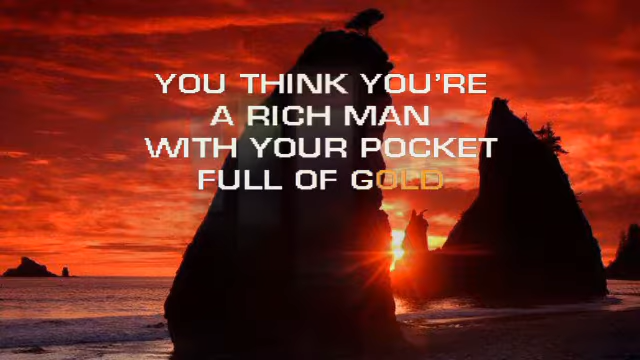 YOU THINK YOU'RE
A RICH MAN
WITH YOUR POCKET
FULL OF GOLD